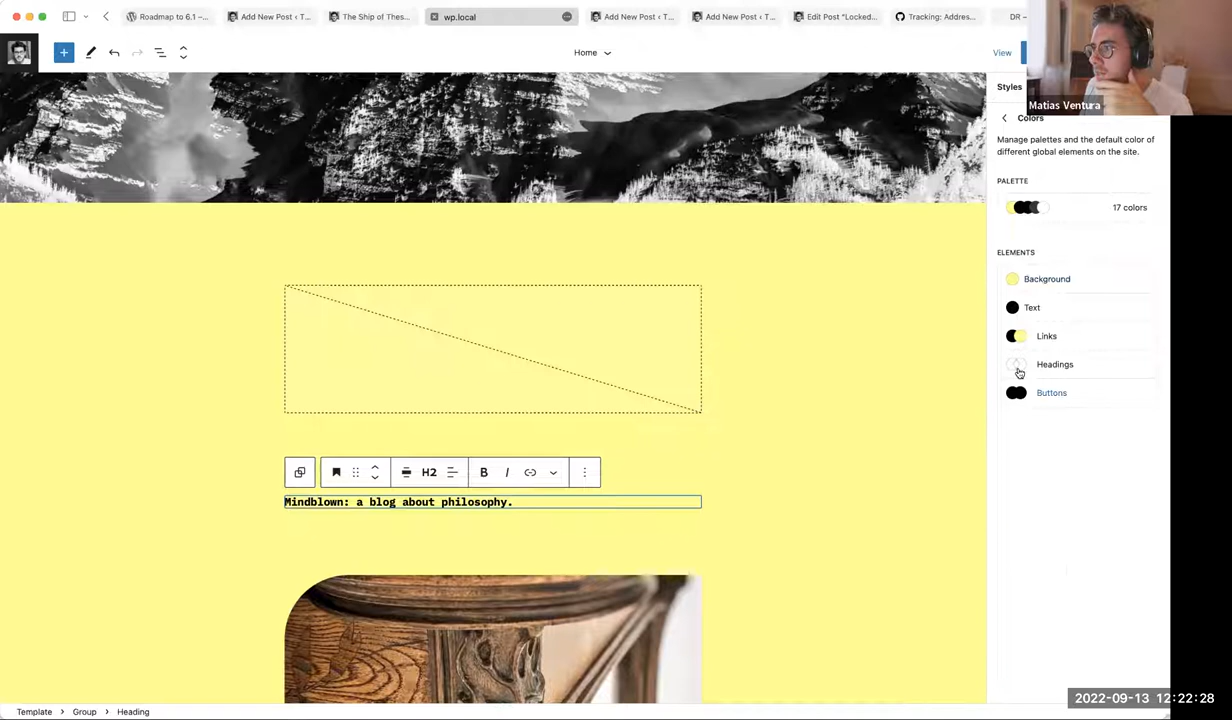 Roadmap to 6.1 –...
Add New Post ‹ T...
The Ship of Thes...
wp.local
Add New Post ‹ T...
Add New Post ‹ T...
Edit Post “Locked...
Tracking: Addres...
DR –
Home
View
Styles
Matias Ventura
Colors
Manage palettes and the default color of
different global elements on the site.
PALETTE
17 colors
ELEMENTS
Background
Text
Links
Headings
Buttons
H2
B
I
Mindblown: a blog about philosophy.
2022-09-13 12:22:28
Template > Group > Heading